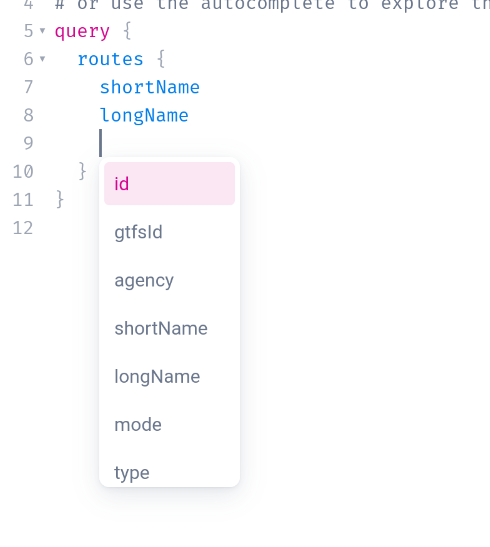 4 # or use the autocomplete to explore th
5 ▾ query {
6 ▾ routes {
7 shortName
8 longName
9
10 }
11 }
12
id
gtfsId
agency
shortName
longName
mode
type